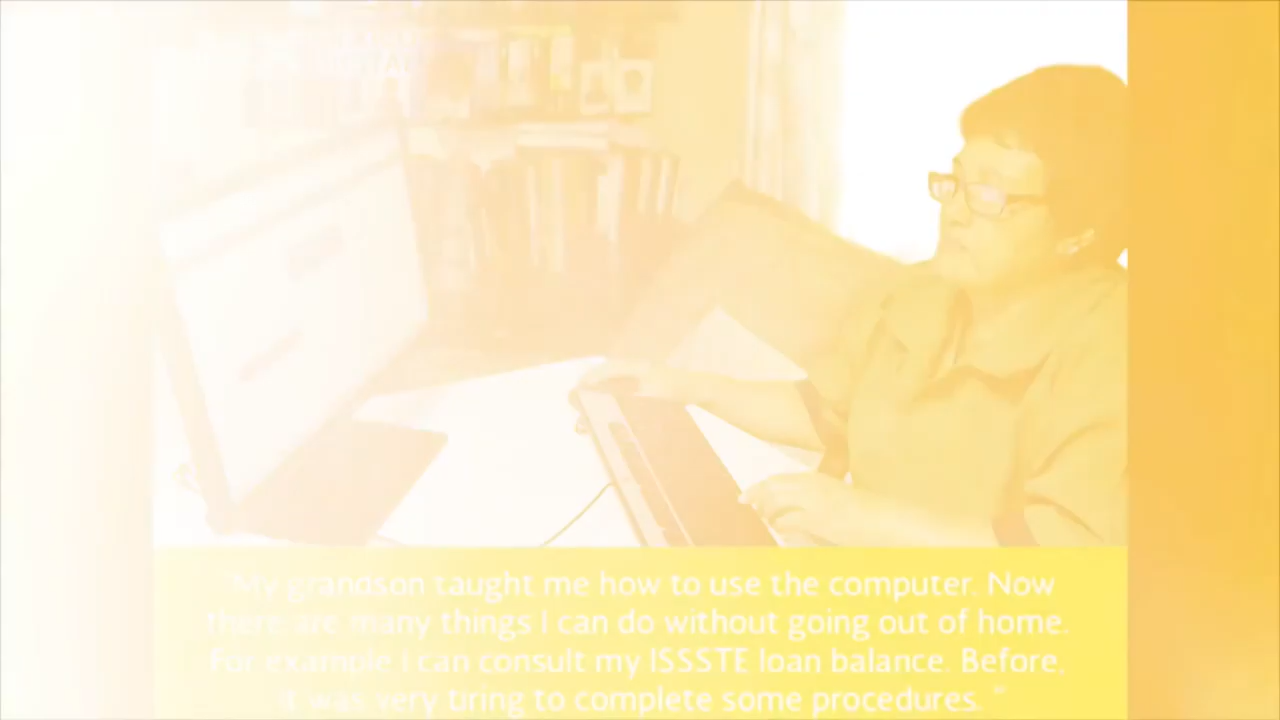 "My grandson taught me how to use the computer. Now
there are many things I can do without going out of home.
For example I can consult my ISSSTE loan balance. Before,
it was very tiring to complete some procedures."